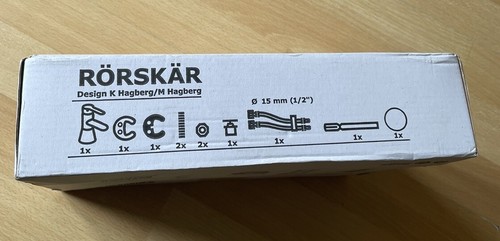 RÖRSKÄR
Design K Hagberg/M Hagberg
Ø 15 mm (1/2")
1x 1x 1x 2x 2x 1x 1x 1x 1x